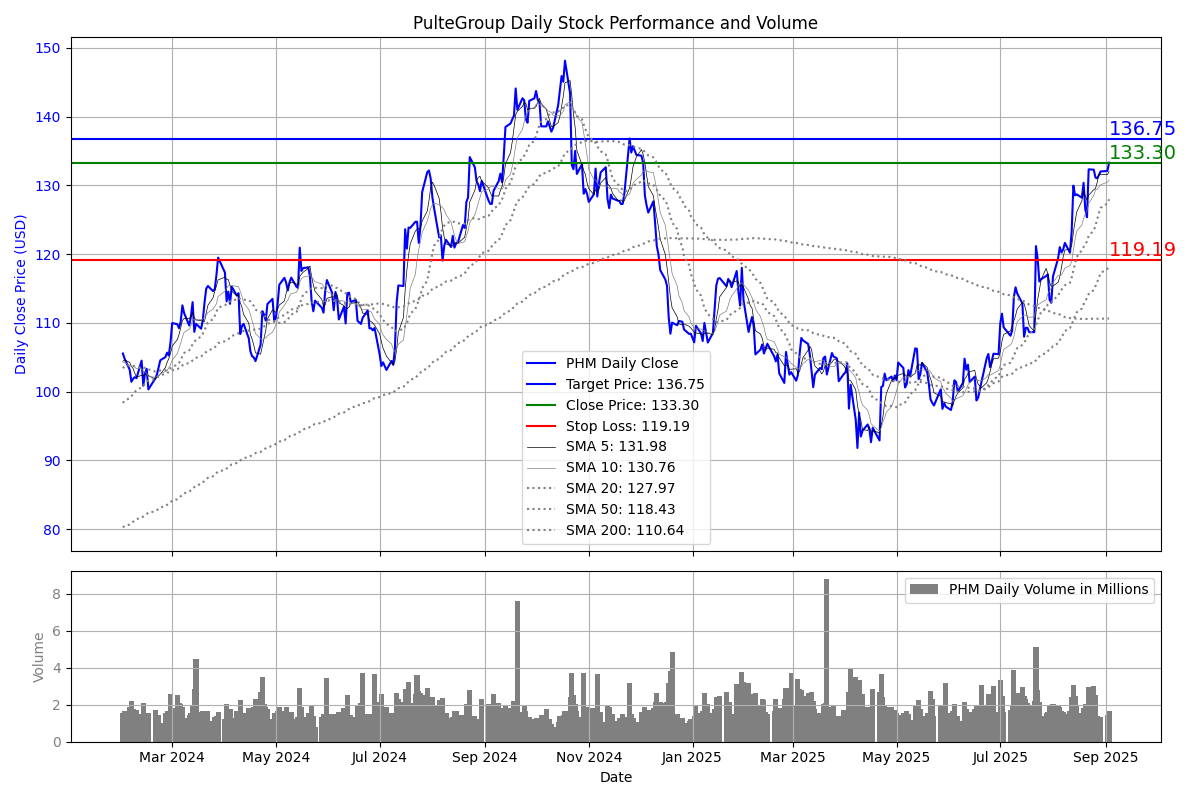 PulteGroup Daily Stock Performance and Volume
150
140
130
120
110
100
90
80
Daily Close Price (USD)
136.75
133.30
119.19
PHM Daily Close
Target Price: 136.75
Close Price: 133.30
Stop Loss: 119.19
SMA 5: 131.98
SMA 10: 130.76
SMA 20: 127.97
SMA 50: 118.43
SMA 200: 110.64
8
6
4
2
0
Volume
PHM Daily Volume in Millions
Mar 2024
May 2024
Jul 2024
Sep 2024
Nov 2024
Jan 2025
Mar 2025
May 2025
Jul 2025
Sep 2025
Date